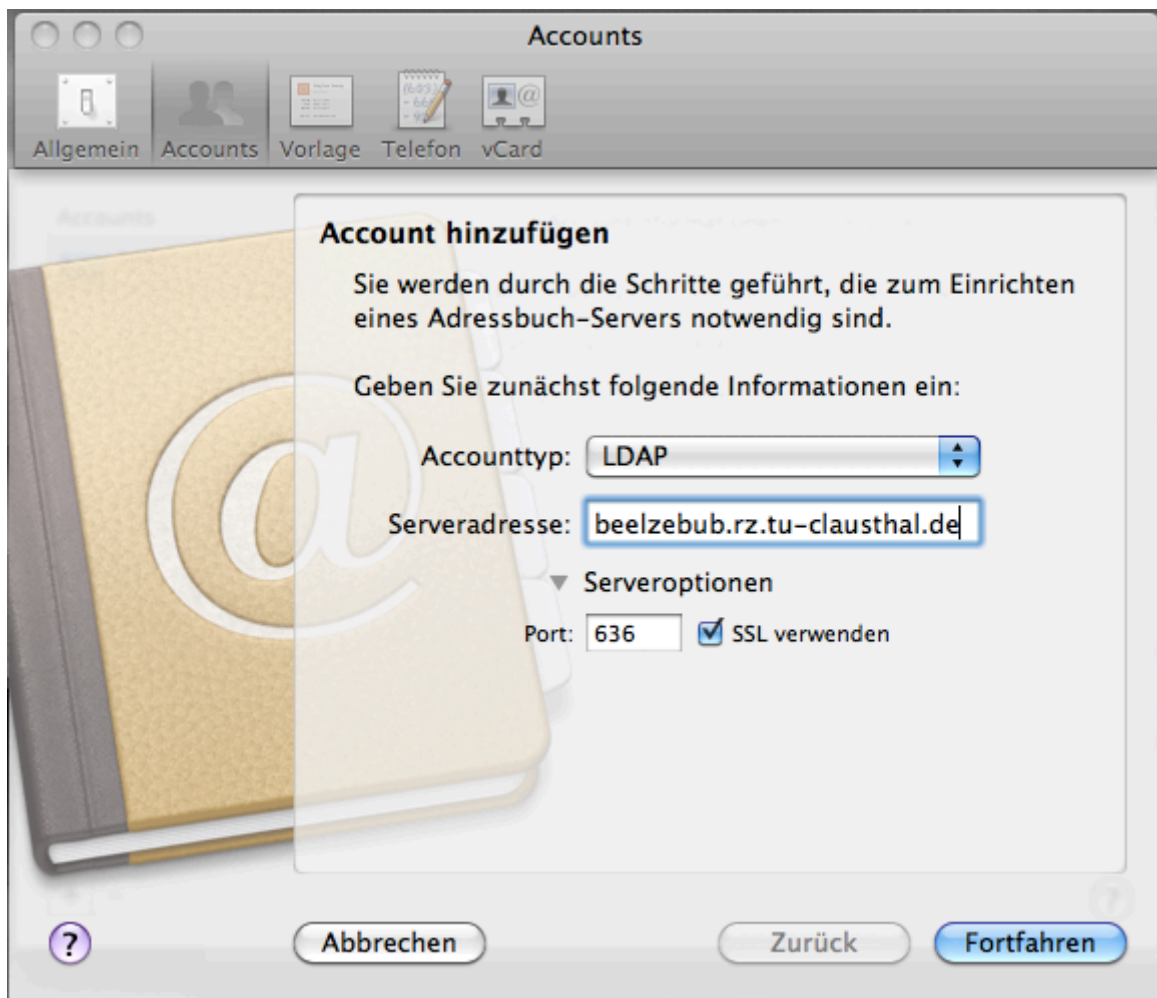 Accounts
Allgemein Accounts Vorlage Telefon vCard
Accounts
Account hinzufügen
Sie werden durch die Schritte geführt, die zum Einrichten
eines Adressbuch-Servers notwendig sind.
Geben Sie zunächst folgende Informationen ein:
Accounttyp: LDAP
Serveradresse: beelzebub.rz.tu-clausthal.de
Serveroptionen
Port: 636 SSL verwenden
? Abbrechen Zurück Fortfahren